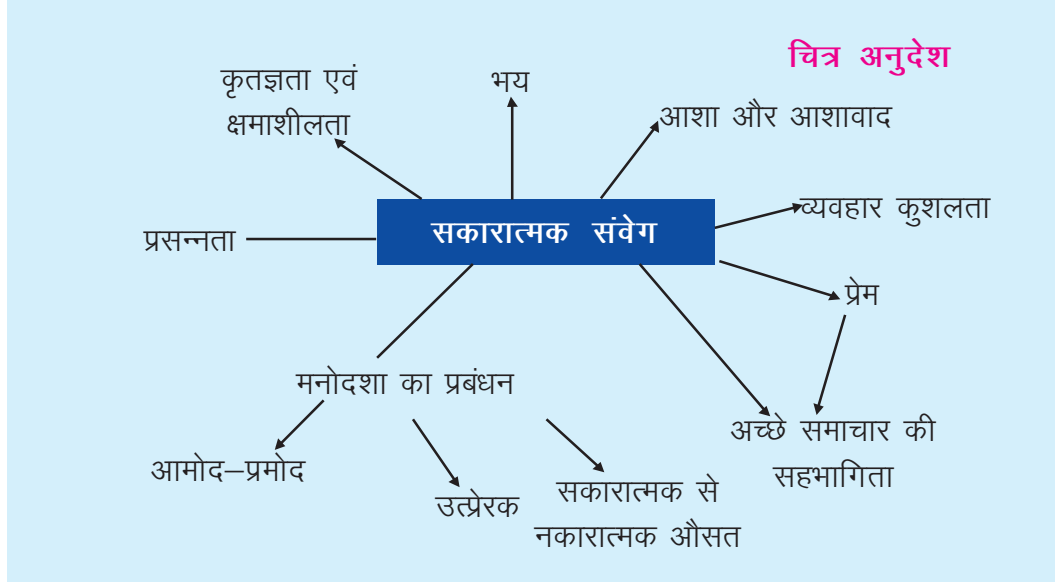 चित्र अनुदेश
कृतज्ञता एवं
क्षमाशीलता
भय
आशा और आशावाद
व्यवहार कुशलता
सकारात्मक संवेग
प्रसन्नता
प्रेम
मनोदशा का प्रबंधन
अच्छे समाचार की
सहभागिता
आमोद–प्रमोद
उत्प्रेरक
सकारात्मक से
नकारात्मक औसत